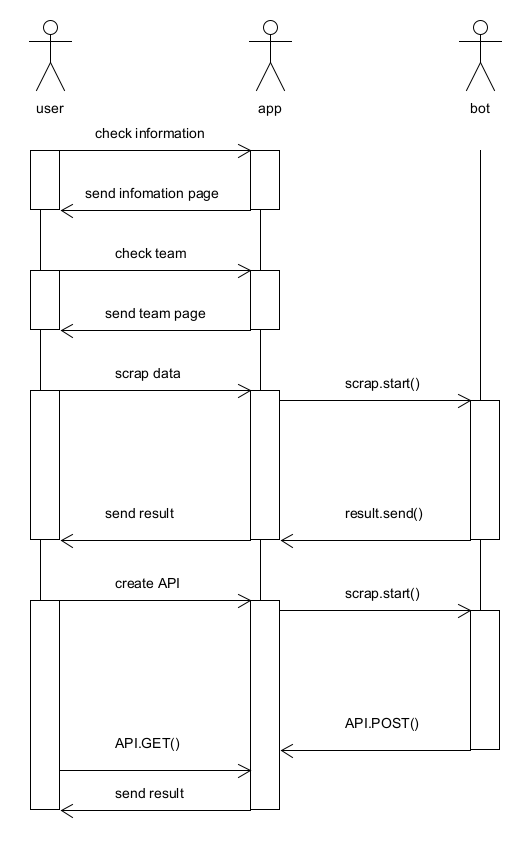 user
app
bot
check information
send infomation page
check team
send team page
scrap data
scrap.start()
send result
result.send()
create API
scrap.start()
API.POST()
API.GET()
send result